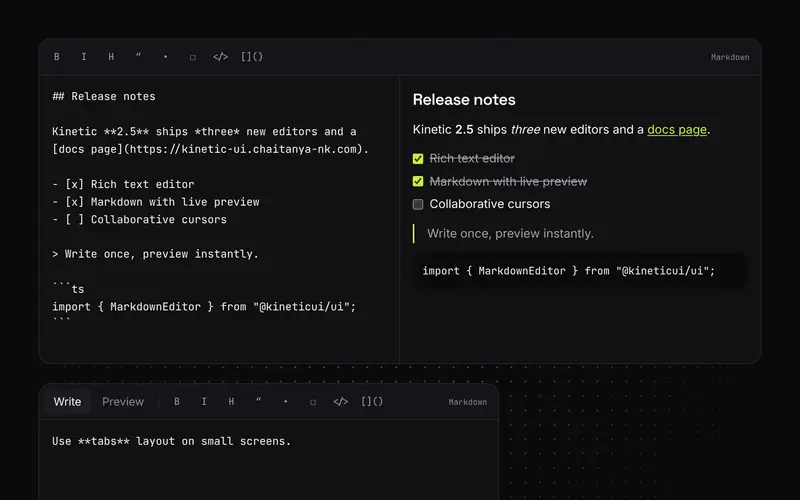 B I H “ • □ </> []() Markdown
## Release notes
Kinetic **2.5** ships *three* new editors and a
[docs page](https://kinetic-ui.chaitanya-nk.com).
- [x] Rich text editor
- [x] Markdown with live preview
- [ ] Collaborative cursors
> Write once, preview instantly.
```ts
import { MarkdownEditor } from "@kineticui/ui";
```
Release notes
Kinetic 2.5 ships three new editors and a docs page.
Rich text editor
Markdown with live preview
Collaborative cursors
Write once, preview instantly.
import { MarkdownEditor } from "@kineticui/ui";
Write Preview B I H “ • □ </> []() Markdown
Use **tabs** layout on small screens.